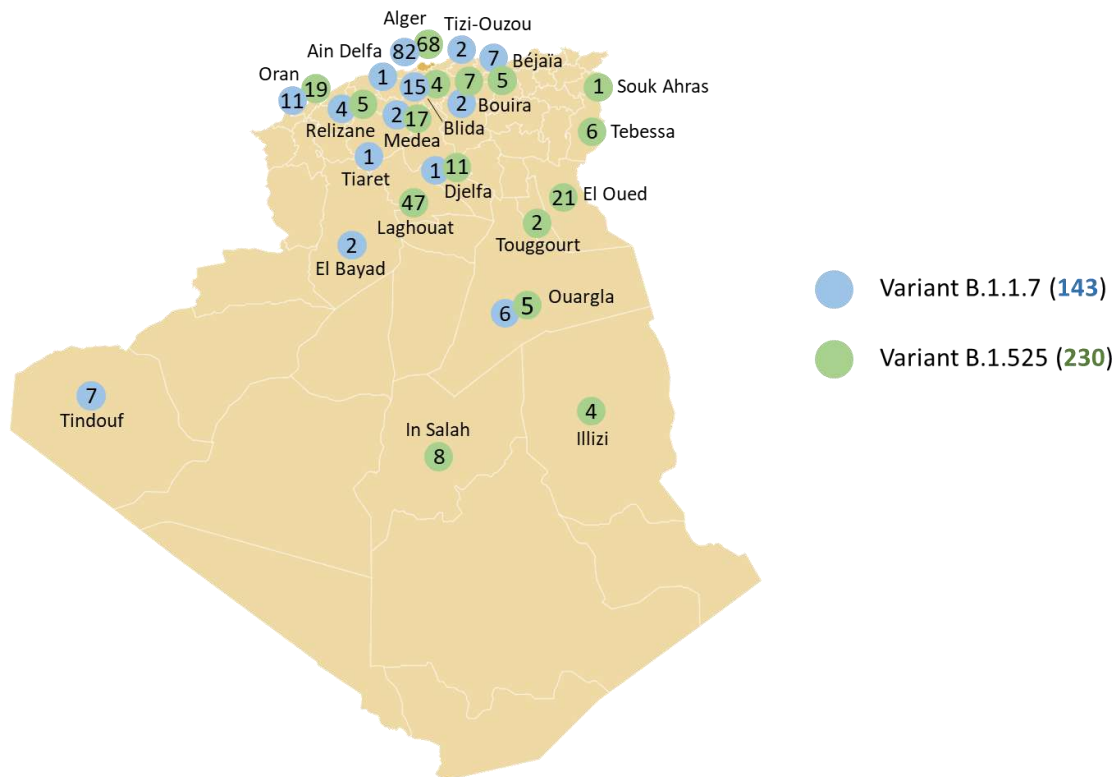 Alger
Tizi-Ouzou
82 68
2
Ain Delfa
7
Béjaïa
Oran
1
15 4 7 5
1 Souk Ahras
19
11
4 5
2 Bouira
2 17
Blida
Relizane
Medea
6 Tebessa
1
Tiaret
1 11
Djelfa
47
Laghouat
21 El Oued
2
Touggourt
2
El Bayad
6 5 Ouargla
Variant B.1.1.7 (143)
Variant B.1.525 (230)
7
Tindouf
4
Illizi
In Salah
8